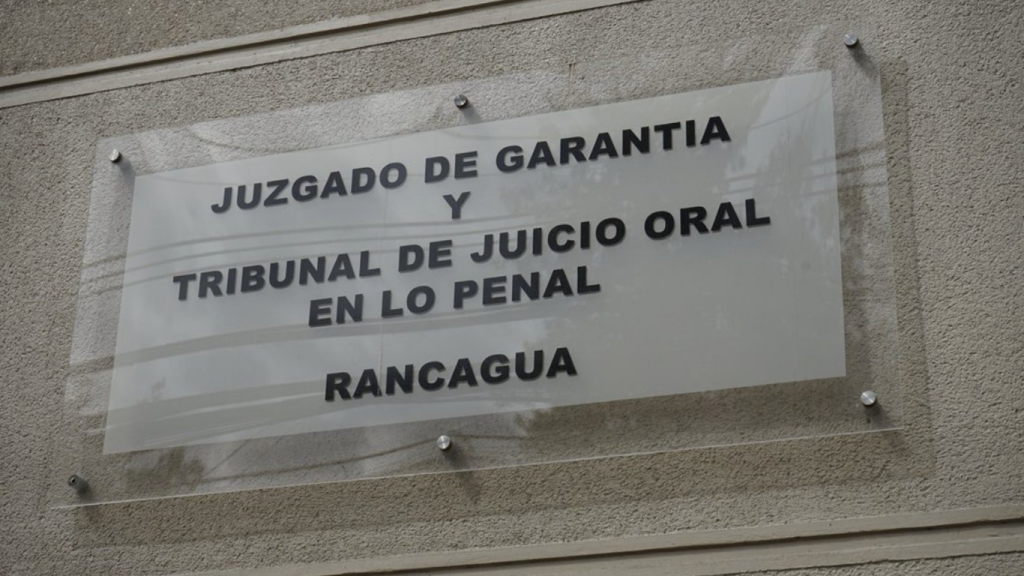 JUZGADO DE GARANTIA
Y
TRIBUNAL DE JUICIO ORAL
EN LO PENAL
RANCAGUA